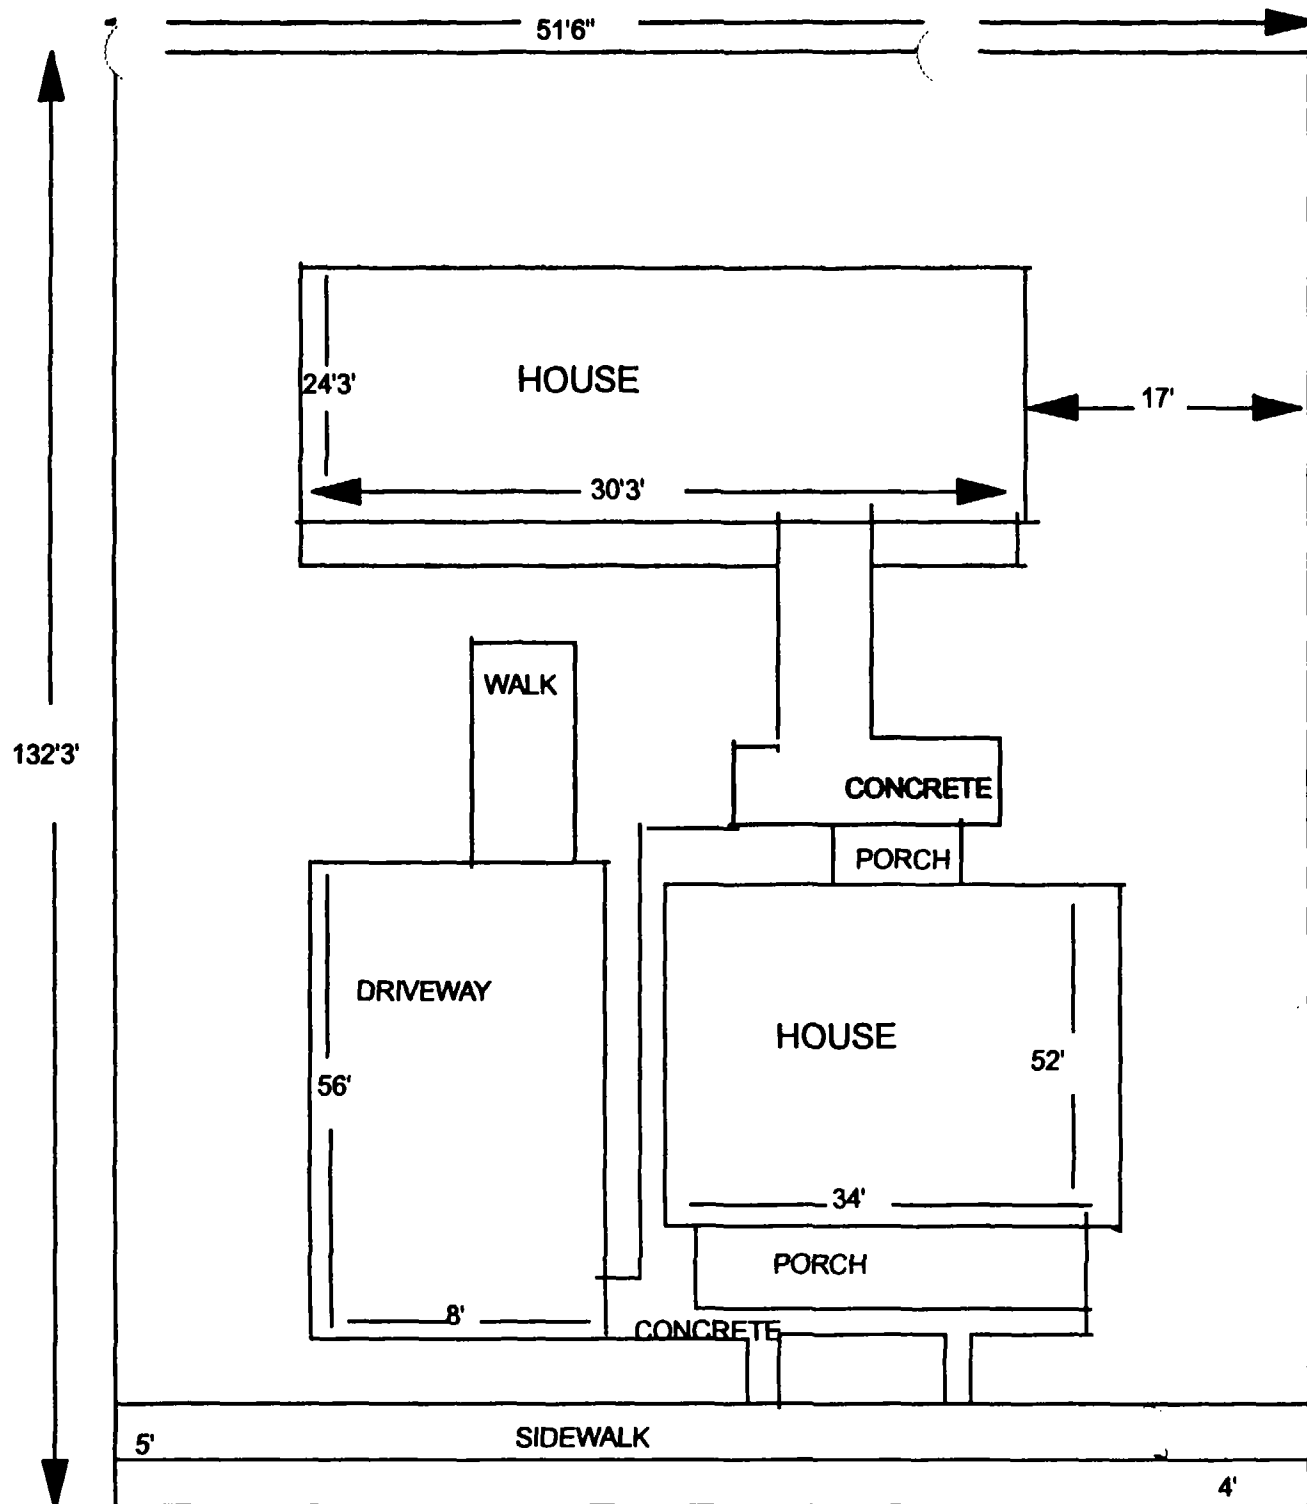 51'6"
HOUSE
24'3'
17'
30'3'
WALK
132'3'
CONCRETE
PORCH
DRIVEWAY
HOUSE
52'
56'
34'
PORCH
8'
CONCRETE
SIDEWALK
5'
4'